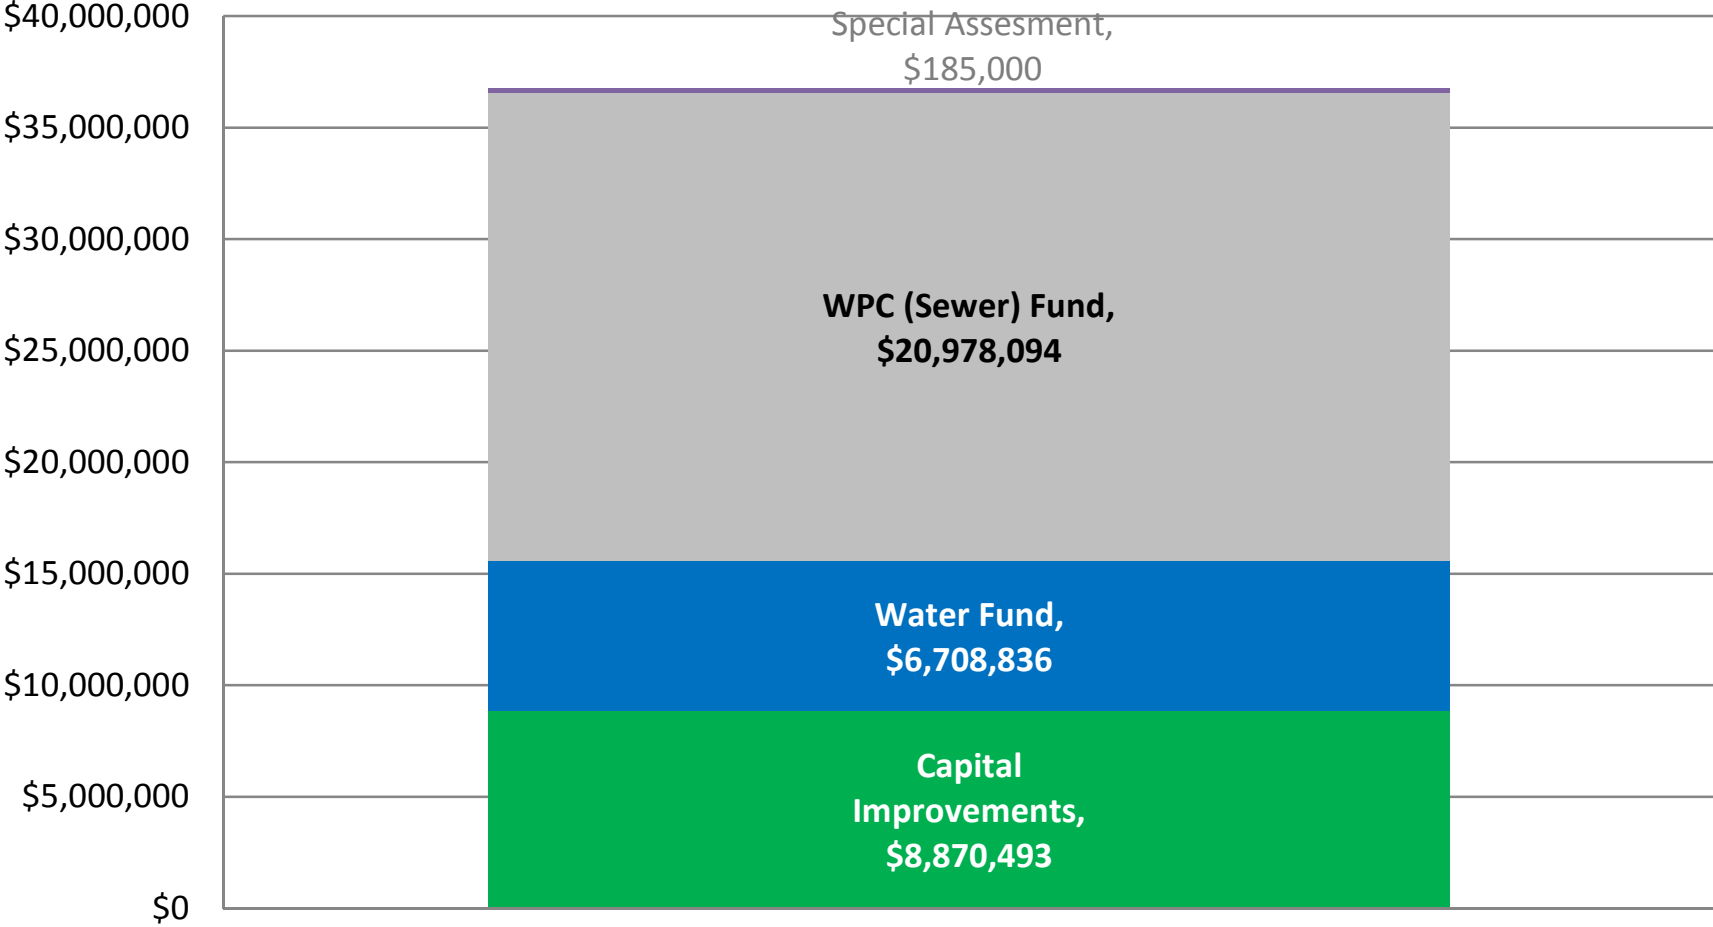 $40,000,000
Special Assesment,
$185,000
$35,000,000
$30,000,000
WPC (Sewer) Fund,
$20,978,094
$25,000,000
$20,000,000
$15,000,000
Water Fund,
$6,708,836
$10,000,000
Capital
Improvements,
$8,870,493
$5,000,000
$0